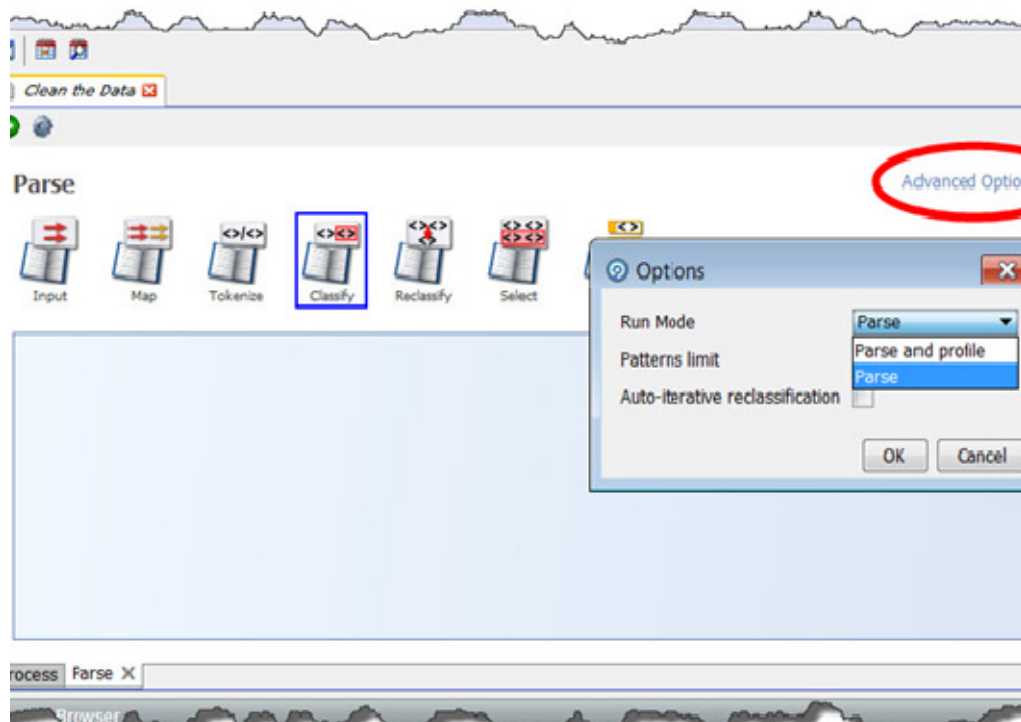 Clean the Data
Parse
Advanced Optio
Input
Map
Tokenize
Classify
Reclassify
Select
Options
Run Mode
Parse
Parse and profile
Patterns limit
Parse
Auto-iterative reclassification
OK
Cancel
rocess
Parse
Browser